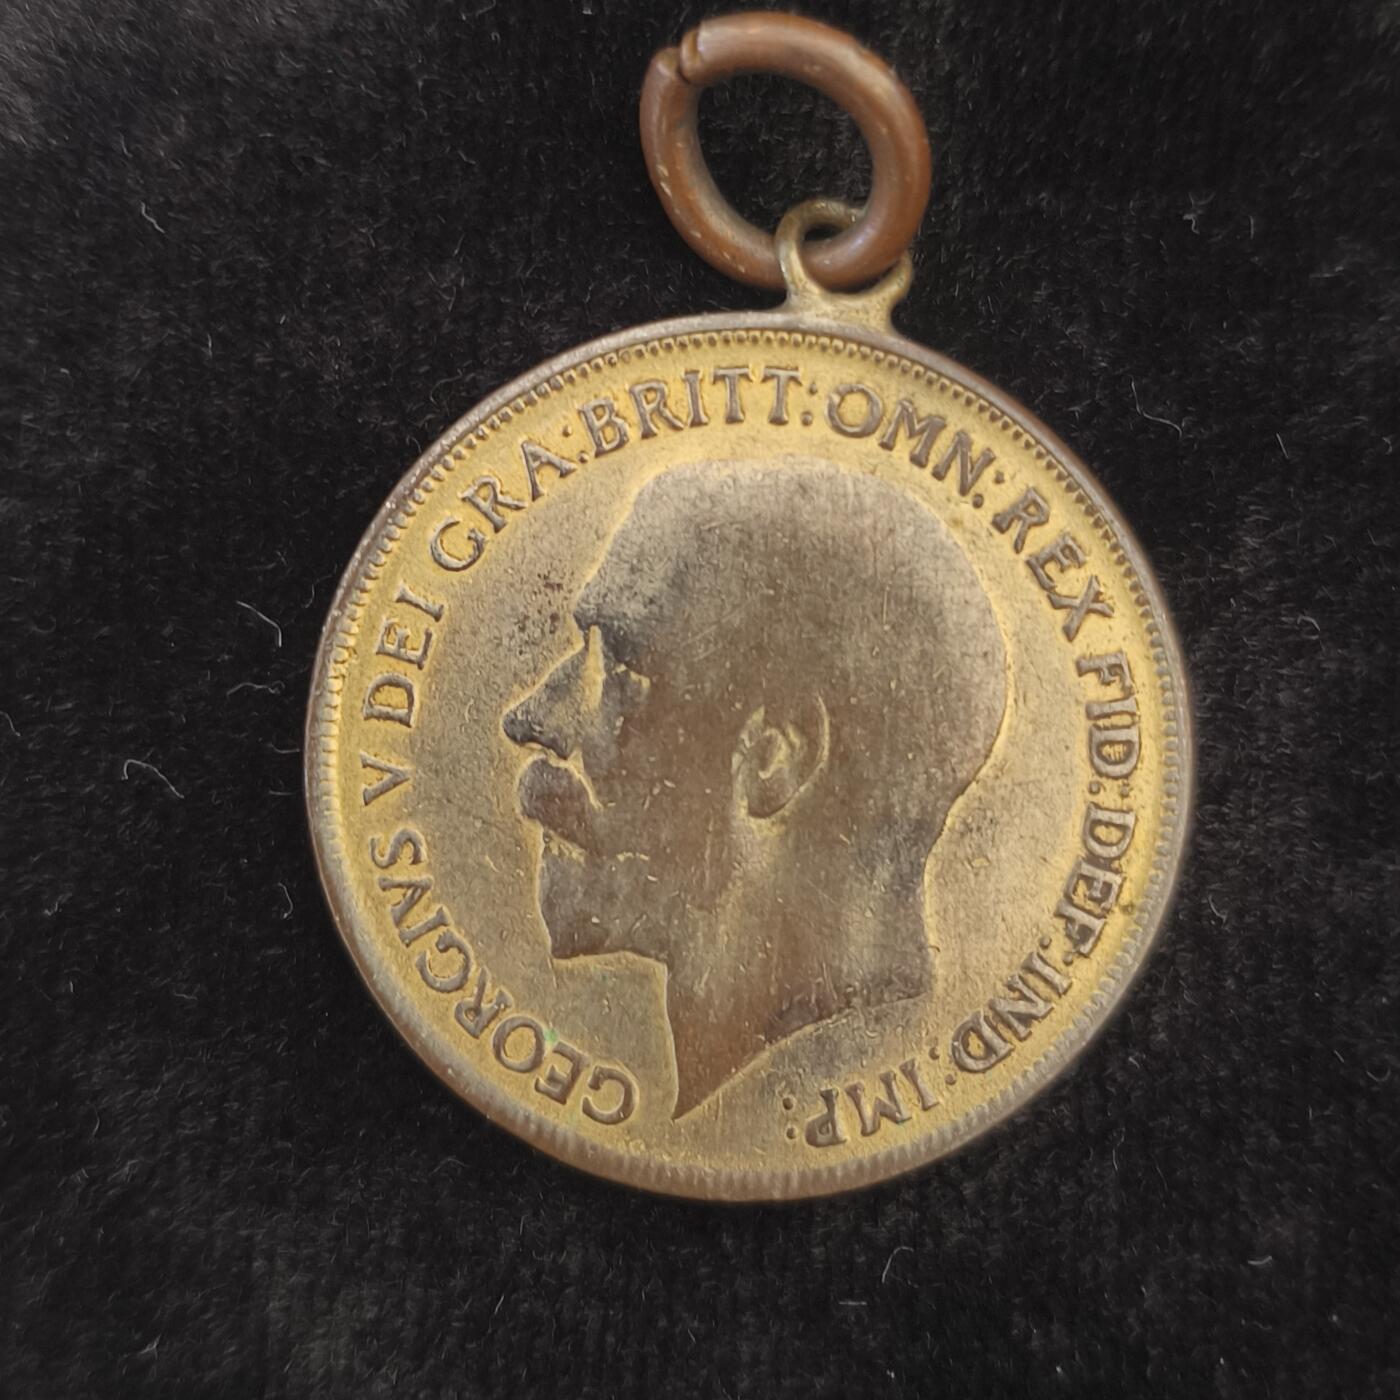 GEORGIVS V DEI GRA:BRITT:OMN:REX FID:DEF:IND:IMP: